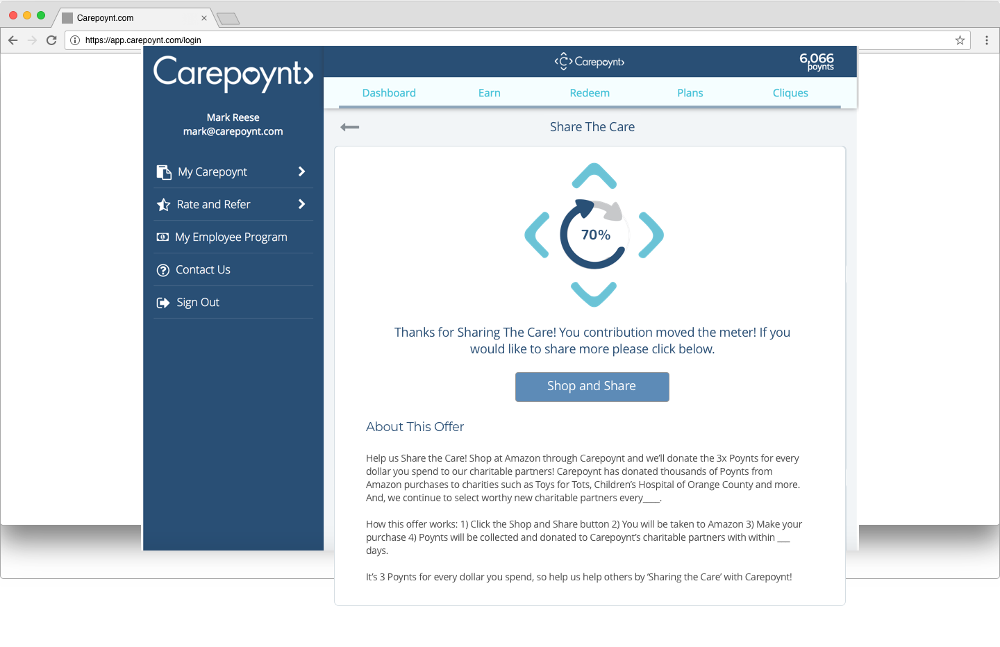 Carepoynt.com
https://app.carepoynt.com/login
Carepoynt
Mark Reese
mark@carepoynt.com
My Carepoynt
Rate and Refer
My Employee Program
Contact Us
Sign Out
Carepoynt
6,066
poynts
Dashboard Earn Redeem Plans Cliques
Share The Care
70%
Thanks for Sharing The Care! You contribution moved the meter! If you
would like to share more please click below.
Shop and Share
About This Offer
Help us Share the Care! Shop at Amazon through Carepoynt and we’ll donate the 3x Poynts for every
dollar you spend to our charitable partners! Carepoynt has donated thousands of Poynts from
Amazon purchases to charities such as Toys for Tots, Children’s Hospital of Orange County and more.
And, we continue to select worthy new charitable partners every____.
How this offer works: 1) Click the Shop and Share button 2) You will be taken to Amazon 3) Make your
purchase 4) Poynts will be collected and donated to Carepoynt’s charitable partners with within ___
days.
It’s 3 Poynts for every dollar you spend, so help us help others by ‘Sharing the Care’ with Carepoynt!